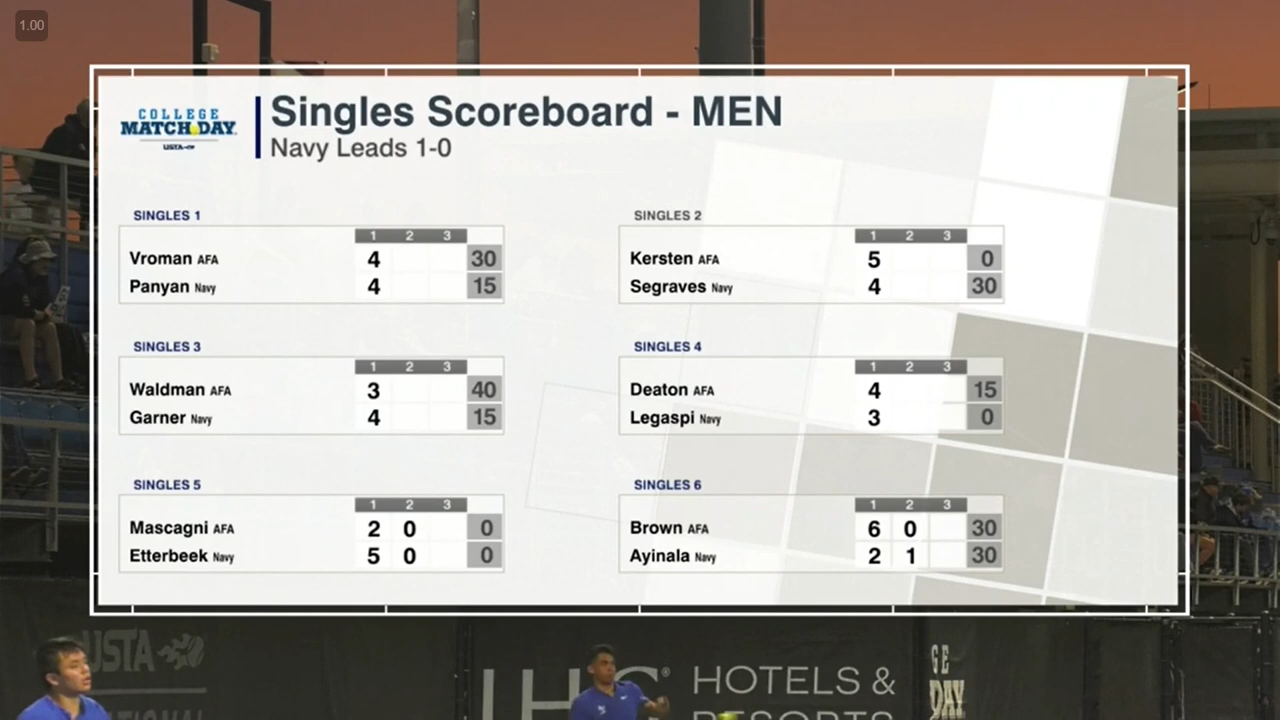 1.00
COLLEGE
MATCH DAY
USTA
Singles Scoreboard - MEN
Navy Leads 1-0
SINGLES 1
1 2 3
Vroman AFA 4 30
Panyan Navy 4 15
SINGLES 2
1 2 3
Kersten AFA 5 0
Segraves Navy 4 30
SINGLES 3
1 2 3
Waldman AFA 3 40
Garner Navy 4 15
SINGLES 4
1 2 3
Deaton AFA 4 15
Legaspi Navy 3 0
SINGLES 5
1 2 3
Mascagni AFA 2 0 0
Etterbeek Navy 5 0 0
SINGLES 6
1 2 3
Brown AFA 6 0 30
Ayinala Navy 2 1 30
USTA
IHG® HOTELS &
RESORTS
GE
DAY